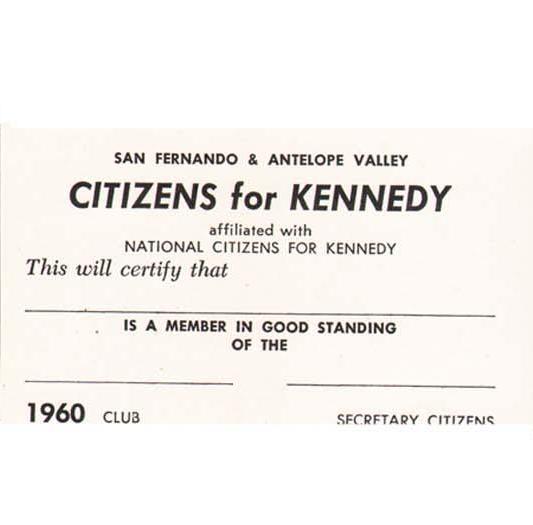 SAN FERNANDO & ANTELOPE VALLEY
CITIZENS for KENNEDY
affiliated with
NATIONAL CITIZENS FOR KENNEDY
This will certify that
IS A MEMBER IN GOOD STANDING
OF THE
1960 CLUB SECRETARY CITIZENS